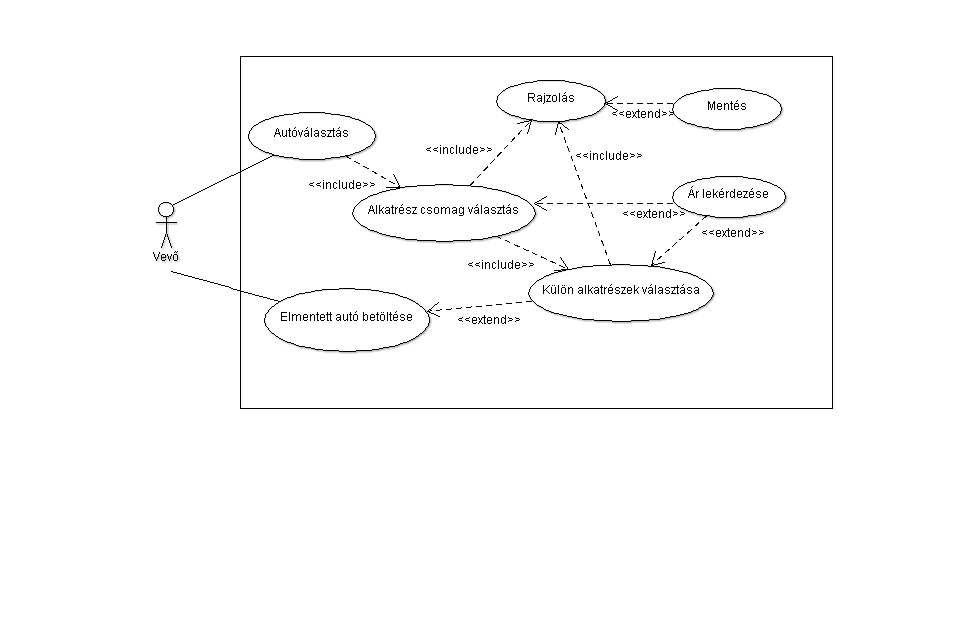 Rajzolás
Mentés
<<extend>>
Autóválasztás
<<include>>
<<include>>
<<include>>
Ár lekérdezése
Alkatrész csomag választás
<<extend>>
<<extend>>
Vevő
<<include>>
Külön alkatrészek választása
Elmentett autó betöltése
<<extend>>